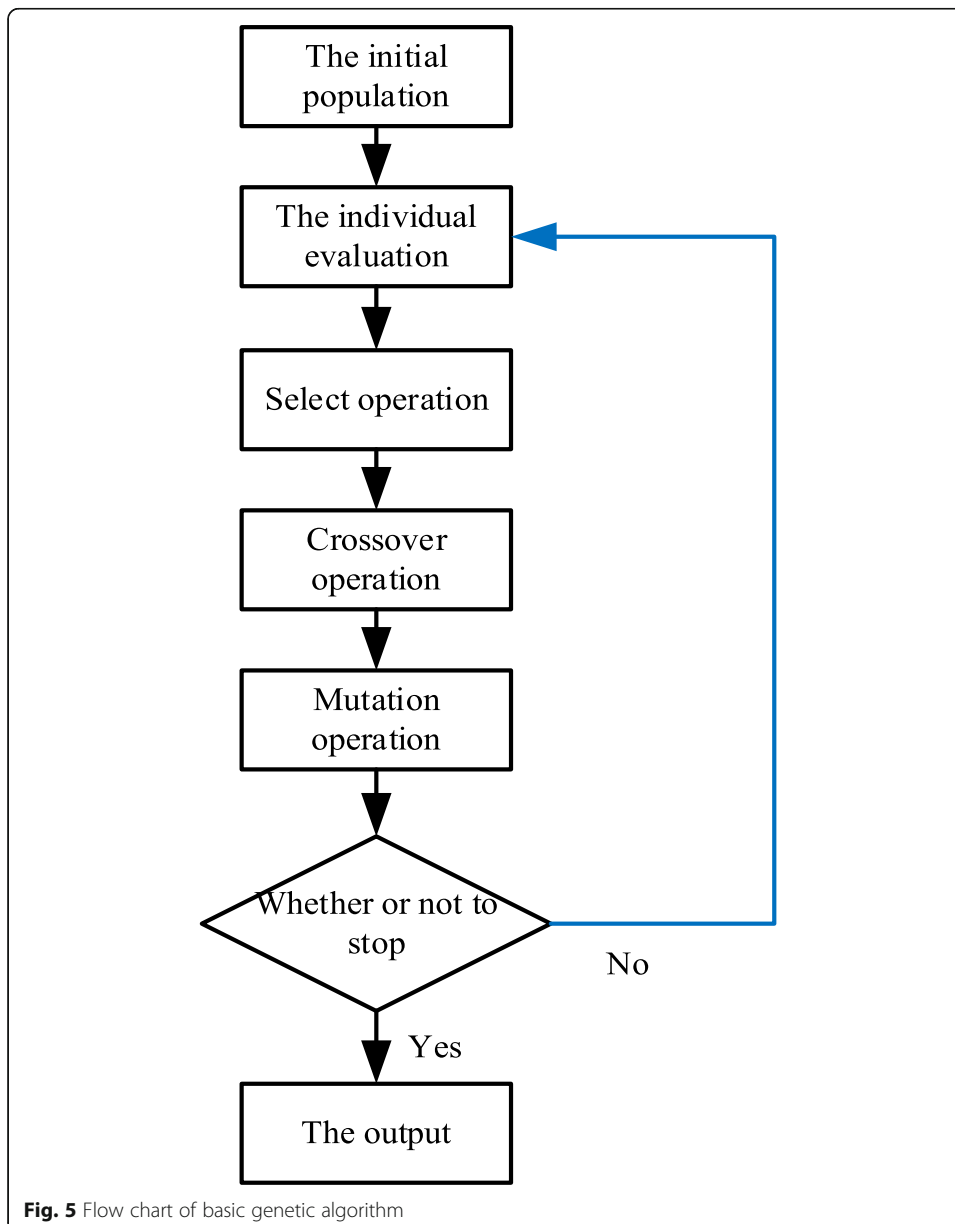 The initial
population
The individual
evaluation
Select operation
Crossover
operation
Mutation
operation
Whether or not to
stop
No
Yes
The output
Fig. 5 Flow chart of basic genetic algorithm